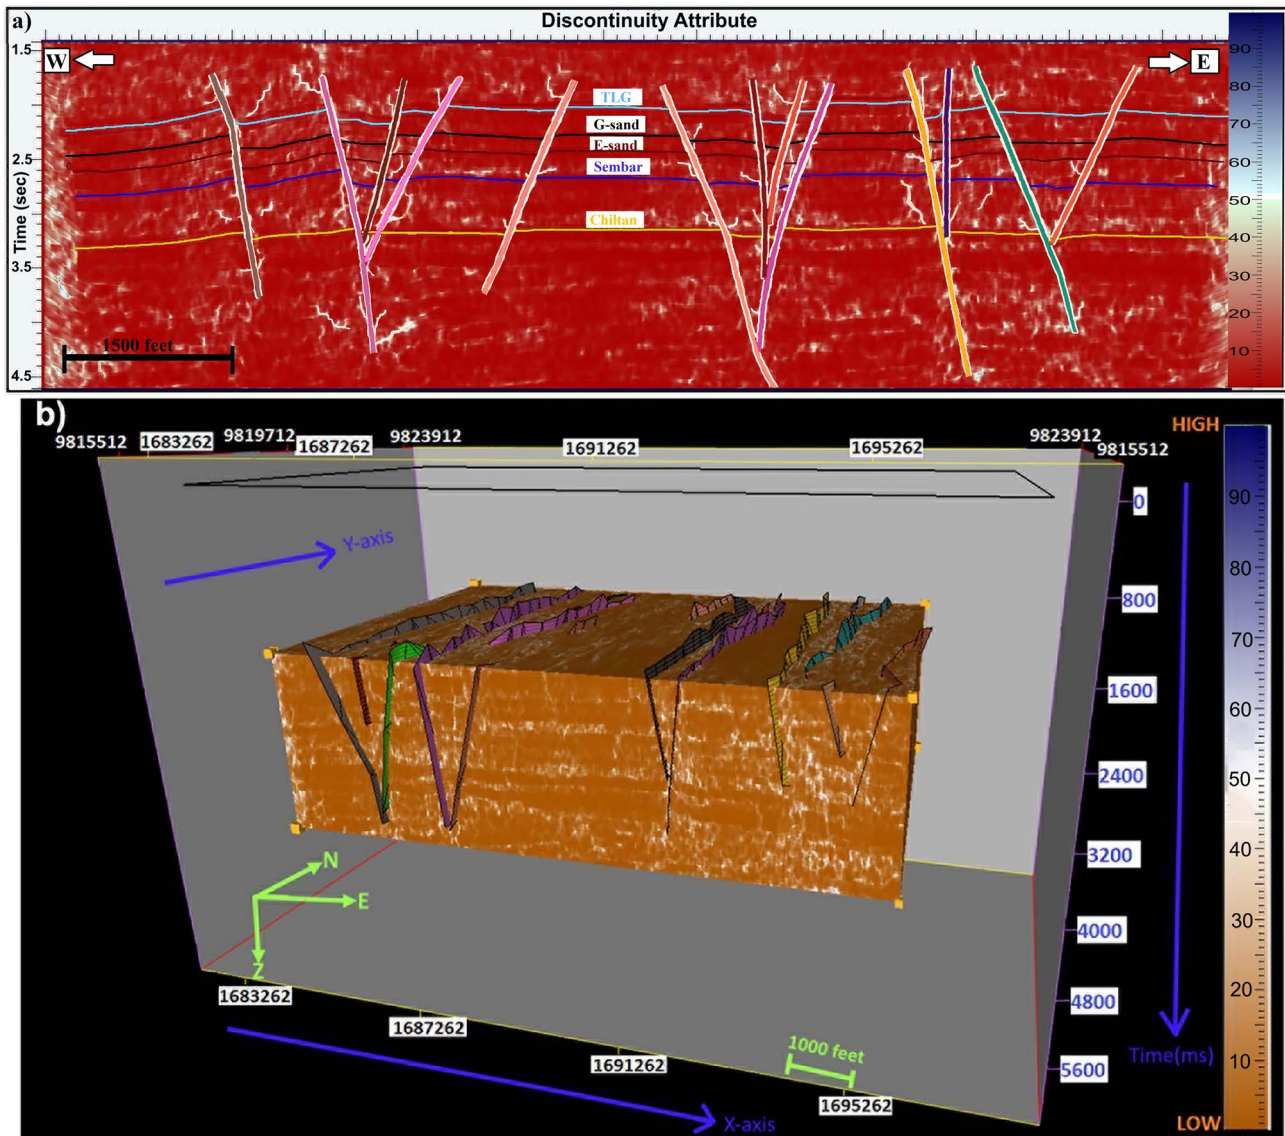 a)
Discontinuity Attribute
W
E
1.5
2.5
3.5
4.5
Time (sec)
TLG
G-sand
E-sand
Sembar
Chiltan
1500 feet
90
80
70
60
50
40
30
20
10
b)
9815512
1683262
9819712
1687262
9823912
1691262
1695262
9823912
9815512
HIGH
Y-axis
0
800
1600
2400
3200
4000
4800
5600
Time(ms)
90
80
70
60
50
40
30
20
10
LOW
N
E
Z
1683262
1687262
1691262
1695262
1000 feet
X-axis